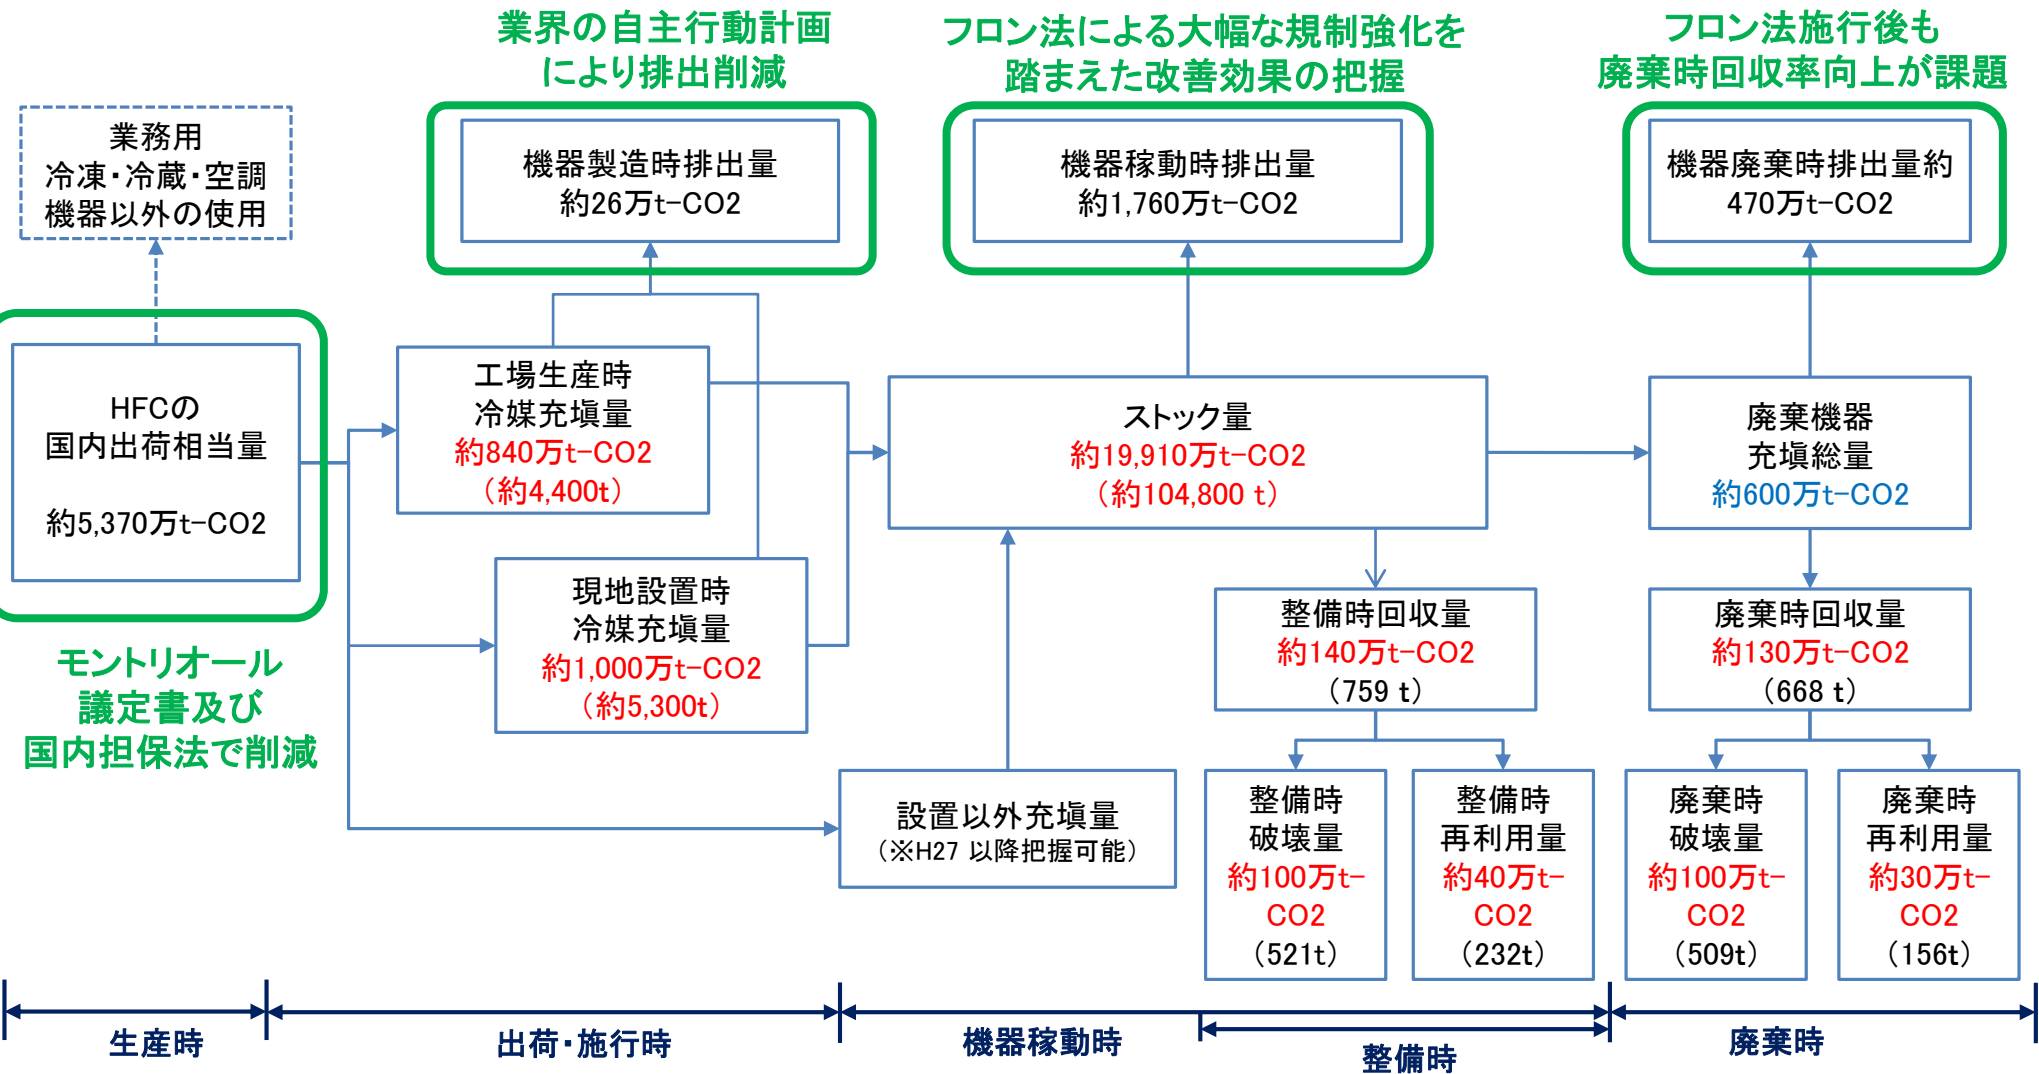 業界の自主行動計画
により排出削減
フロン法による大幅な規制強化を
踏まえた改善効果の把握
フロン法施行後も
廃棄時回収率向上が課題
業務用
冷凍・冷蔵・空調
機器以外の使用
機器製造時排出量
約26万t-CO2
機器稼動時排出量
約1,760万t-CO2
機器廃棄時排出量約
470万t-CO2
HFCの
国内出荷相当量
約5,370万t-CO2
工場生産時
冷媒充塡量
約840万t-CO2
（約4,400t）
ストック量
約19,910万t-CO2
（約104,800 t）
廃棄機器
充塡総量
約600万t-CO2
現地設置時
冷媒充塡量
約1,000万t-CO2
（約5,300t）
整備時回収量
約140万t-CO2
（759 t）
廃棄時回収量
約130万t-CO2
（668 t）
モントリオール
議定書及び
国内担保法で削減
設置以外充塡量
（※H27 以降把握可能）
整備時
破壊量
約100万t-
CO2
（521t）
整備時
再利用量
約40万t-
CO2
（232t）
廃棄時
破壊量
約100万t-
CO2
（509t）
廃棄時
再利用量
約30万t-
CO2
（156t）
生産時
出荷・施行時
機器稼動時
整備時
廃棄時